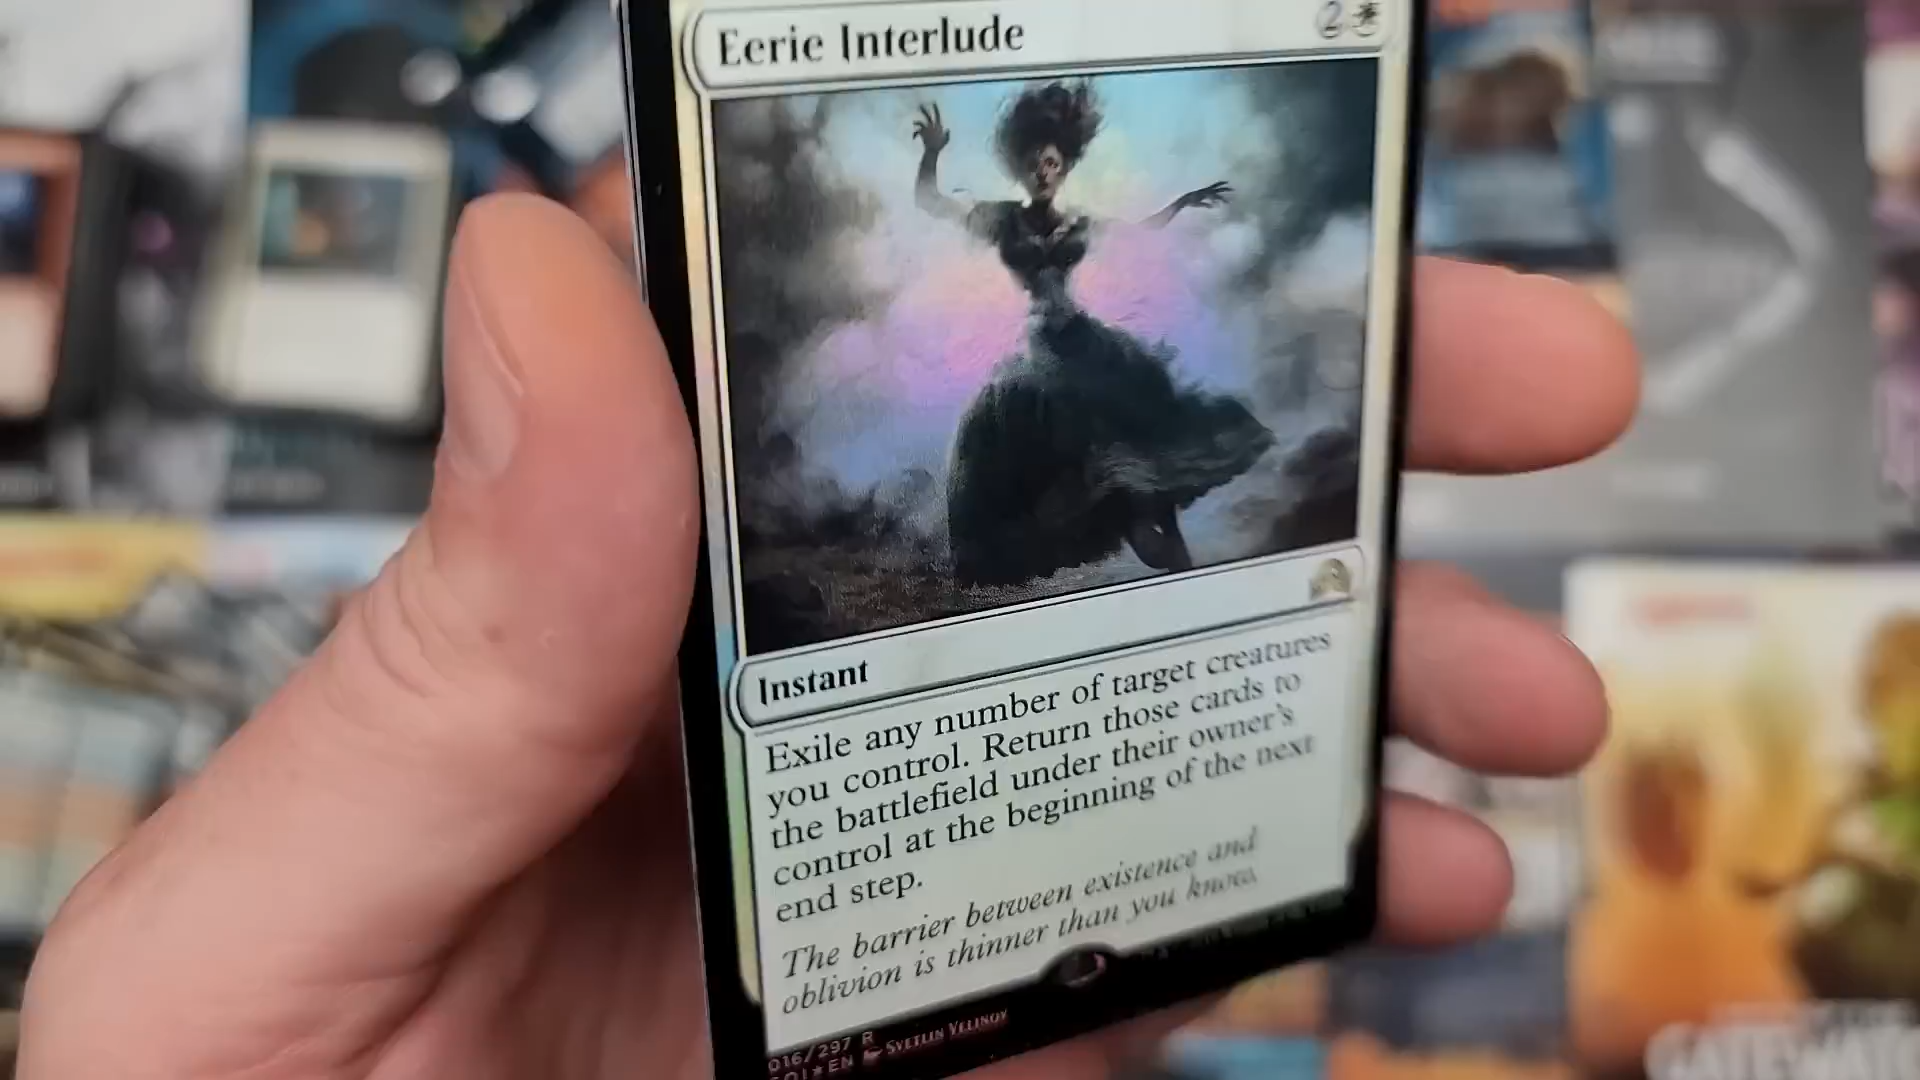 Eerie Interlude 2
Instant
Exile any number of target creatures
you control. Return those cards to
the battlefield under their owner's
control at the beginning of the next
end step.
The barrier between existence and
oblivion is thinner than you know.
016/297 R
SOI★EN SVETLIN VELINOV
GATEWATCH